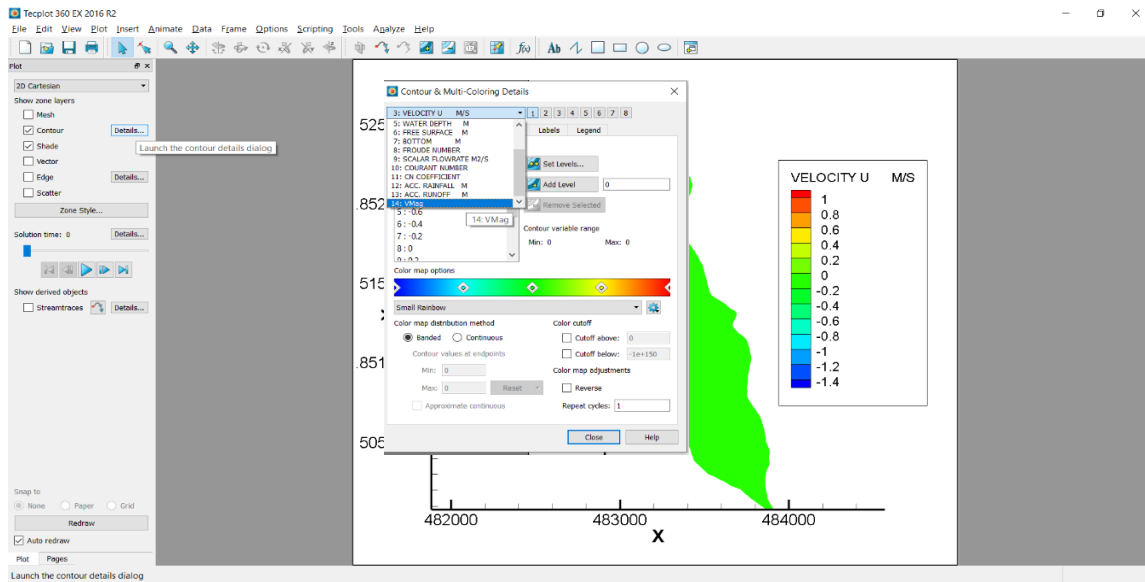 Tecplot 360 EX 2016 R2
File Edit View Plot Insert Animate Data Frame Options Scripting Tools Analyze Help
Plot
2D Cartesian
Show zone layers
Mesh
Contour Details...
Shade
Launch the contour details dialog
Vector
Edge Details...
Scatter
Zone Style...
Solution time: 0 Details...
Show derived objects
Streamtraces Details...
Snap to
None Paper Grid
Redraw
Auto redraw
Plot Pages
Launch the contour details dialog
Contour & Multi-Coloring Details
3: VELOCITY U M/S 1 2 3 4 5 6 7 8
5: WATER DEPTH M
6: FREE SURFACE M
7: BOTTOM M
8: FROUDE NUMBER
9: SCALAR FLOWRATE M2/S
10: COURANT NUMBER
11: CN COEFFICIENT
12: ACC. RAINFALL M
13: ACC. RUNOFF M
14: VMag
14: VMag
Labels Legend
Set Levels...
Add Level 0
Remove Selected
5 : -0.6
6 : -0.4
7 : -0.2
8 : 0
9 : 0.2
Contour variable range
Min: 0 Max: 0
Color map options
Small Rainbow
Color map distribution method
Banded Continuous
Contour values at endpoints
Min: 0
Max: 0 Reset
Approximate continuous
Color cutoff
Cutoff above: 0
Cutoff below: -1e+150
Color map adjustments
Reverse
Repeat cycles: 1
Close Help
525
.852
515
.851
505
482000 483000 484000
X
VELOCITY U M/S
1
0.8
0.6
0.4
0.2
0
-0.2
-0.4
-0.6
-0.8
-1
-1.2
-1.4